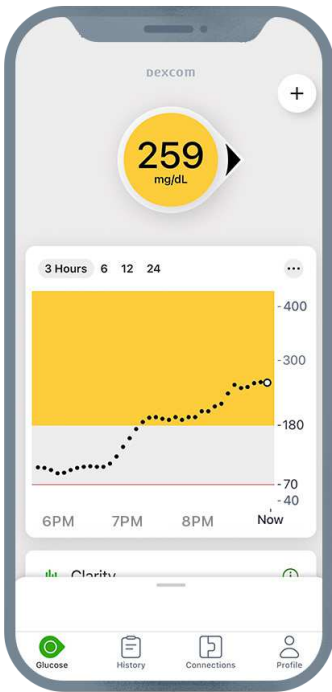 Dexcom
+
259
mg/dL
3 Hours 6 12 24
400
300
180
70
40
6PM 7PM 8PM Now
Clarity
Glucose History Connections Profile